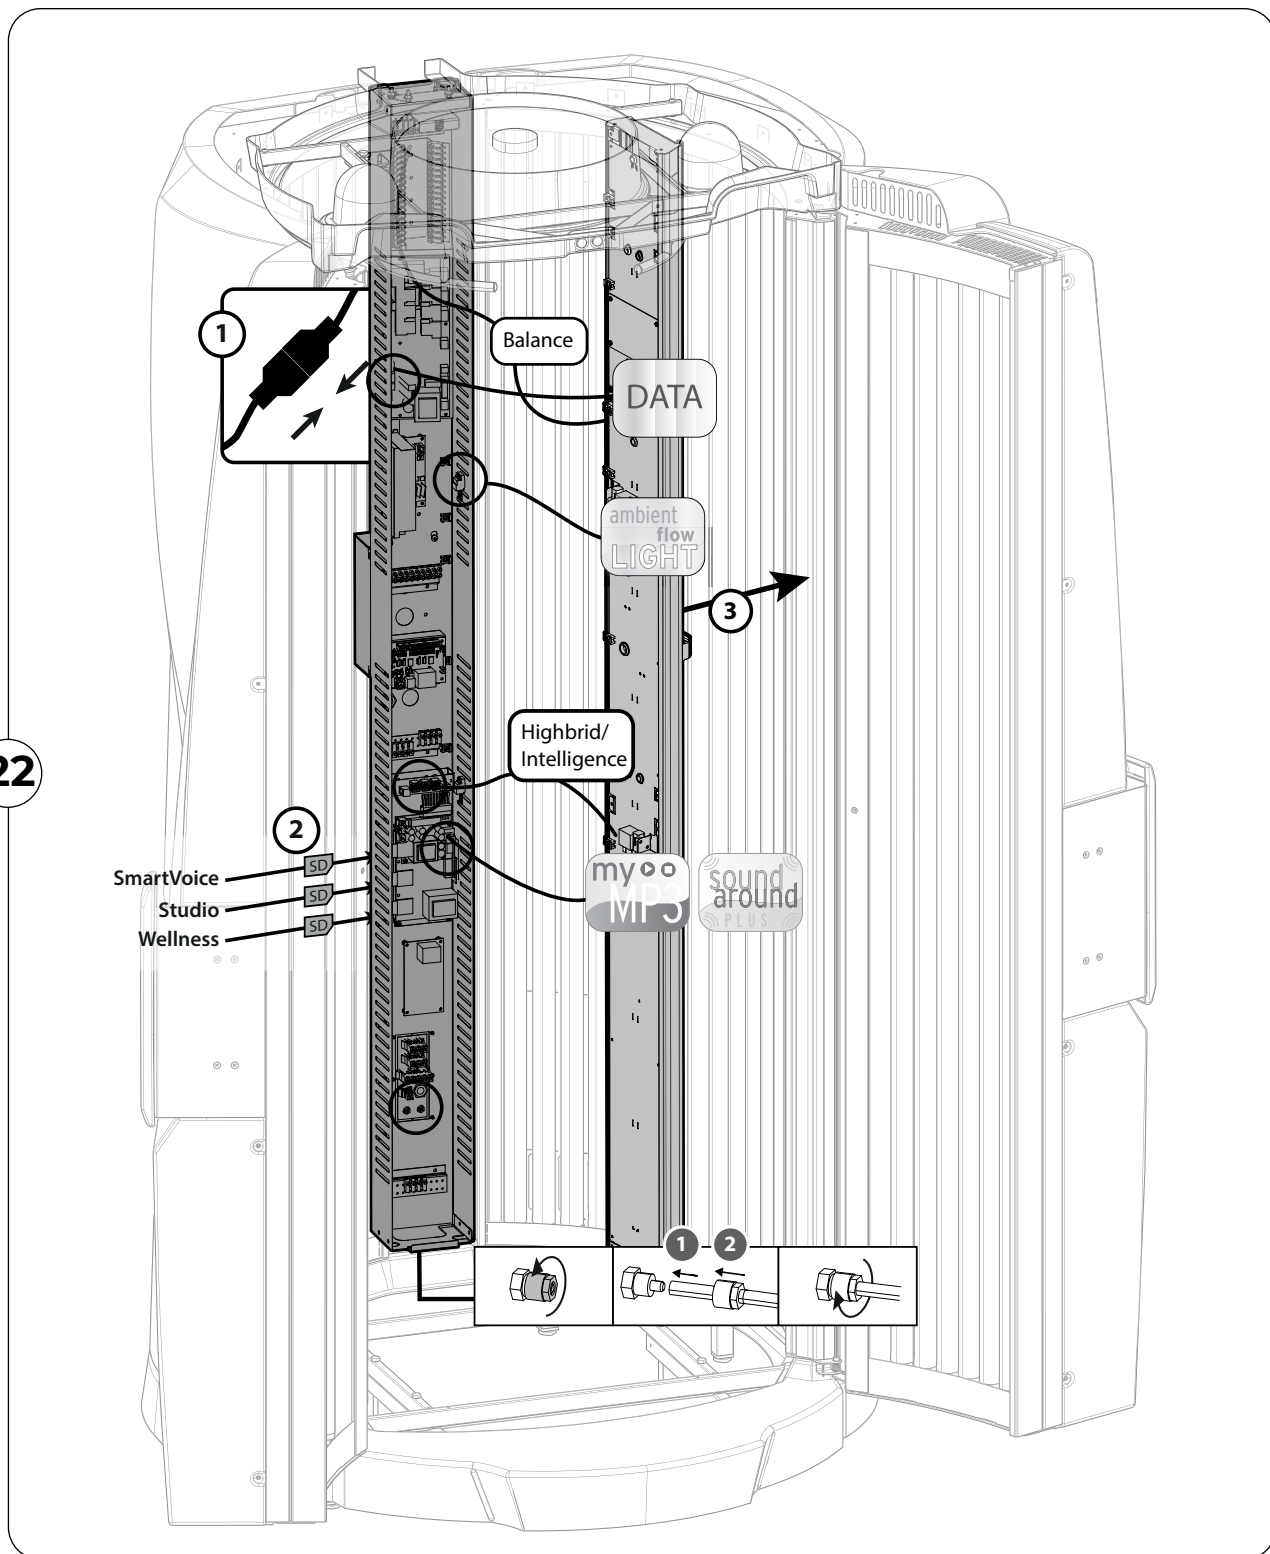 1
Balance
DATA
ambient
flow
LIGHT
3
Highbrid/
Intelligence
22
2
SmartVoice
SD
Studio
SD
Wellness
SD
my
MP3
sound
around
PLUS
1
2